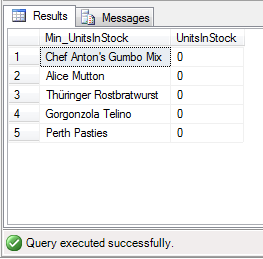 Results Messages
Min_UnitsInStock UnitsInStock
1 Chef Anton's Gumbo Mix 0
2 Alice Mutton 0
3 Thüringer Rostbratwurst 0
4 Gorgonzola Telino 0
5 Perth Pasties 0
Query executed successfully.